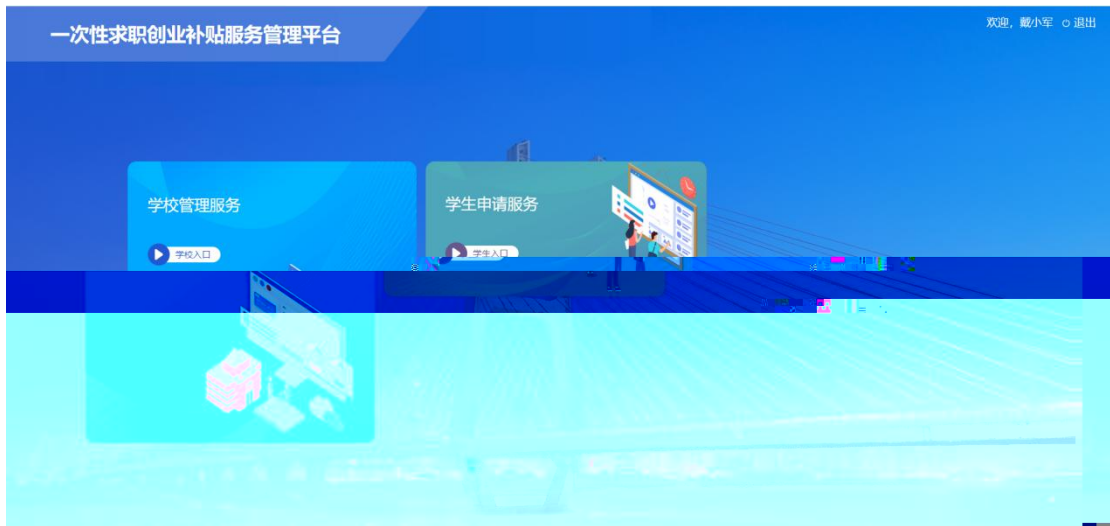 一次性求职创业补贴服务管理平台
欢迎，戴小军 退出
学校管理服务
学生申请服务
学校入口
学生入口